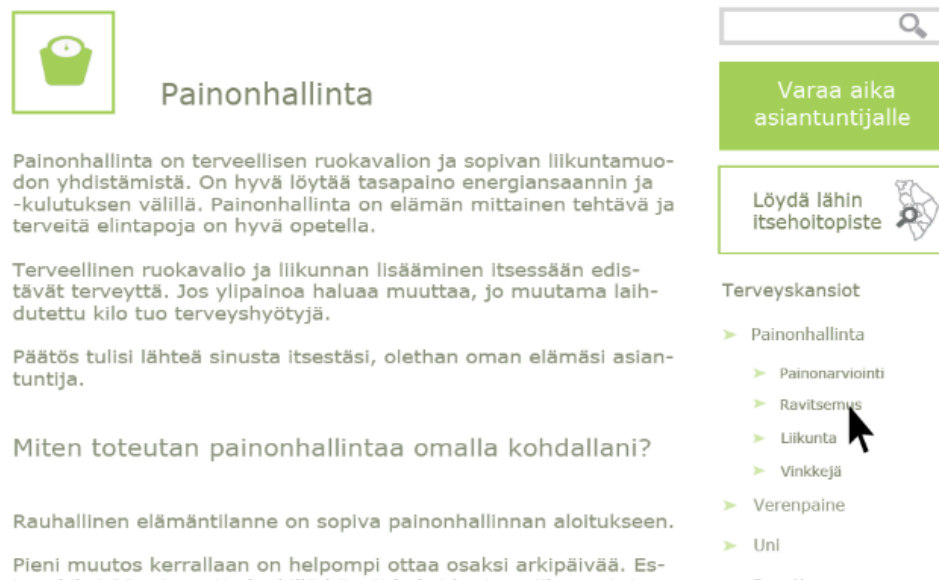 Painonhallinta
Painonhallinta on terveellisen ruokavalion ja sopivan liikuntamuo-
don yhdistämistä. On hyvä löytää tasapaino energiansaannin ja
-kulutuksen välillä. Painonhallinta on elämän mittainen tehtävä ja
terveitä elintapoja on hyvä opetella.
Terveellinen ruokavalio ja liikunnan lisääminen itsessään edis-
tävät terveyttä. Jos ylipainoa haluaa muuttaa, jo muutama laih-
dutettu kilo tuo terveyshyötyjä.
Päätös tulisi lähteä sinusta itsestäsi, olethan oman elämäsi asian-
tuntija.
Miten toteutan painonhallintaa omalla kohdallani?
Rauhallinen elämäntilanne on sopiva painonhallinnan aloitukseen.
Pieni muutos kerrallaan on helpompi ottaa osaksi arkipäivää. Es-
Varaa aika
asiantuntijalle
Löydä lähin
itsehoitopiste
Terveyskansiot
Painonhallinta
Painonarviointi
Ravitsemus
Liikunta
Vinkkejä
Verenpaine
Uni